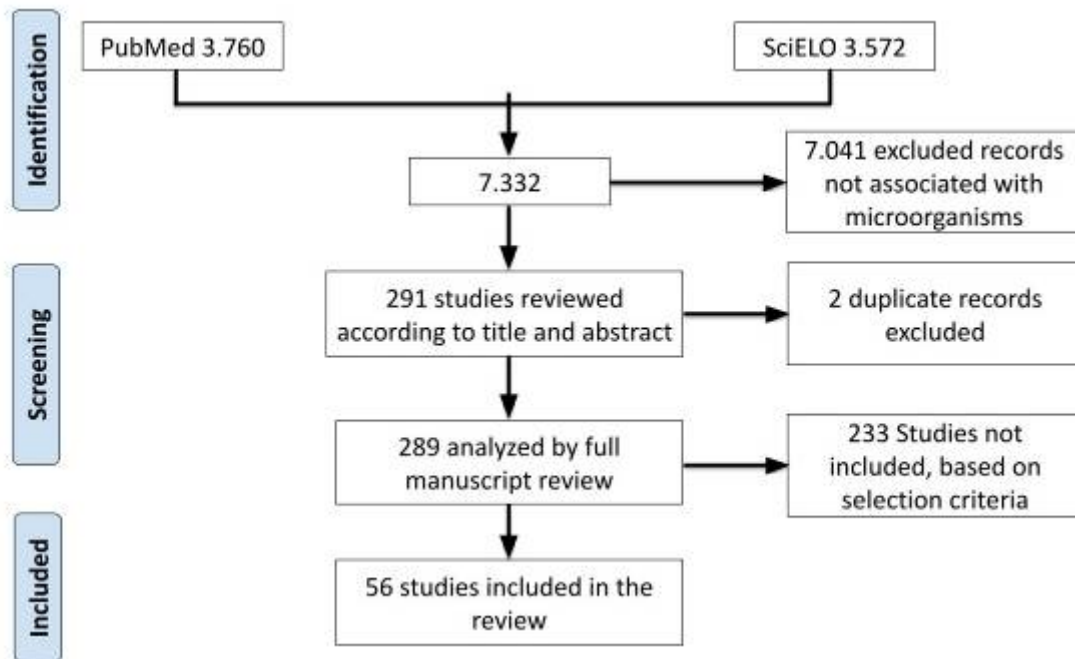 Identification
PubMed 3.760
SciELO 3.572
7.332
7.041 excluded records
not associated with
microorganisms
Screening
291 studies reviewed
according to title and abstract
2 duplicate records
excluded
289 analyzed by full
manuscript review
233 Studies not
included, based on
selection criteria
Included
56 studies included in the
review